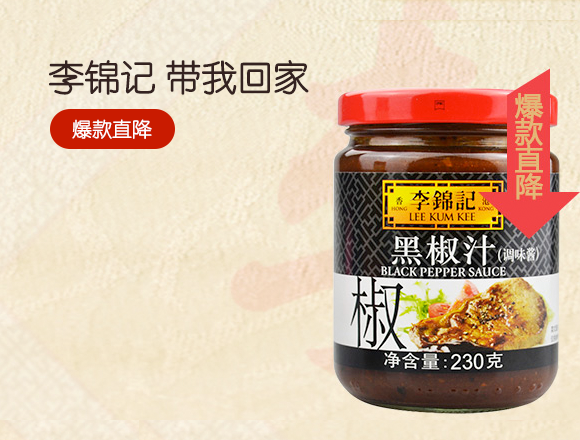 李锦记 带我回家
爆款直降
爆款直降
香 李錦記 港
HONG LEE KUM KEE KONG
黑椒汁(调味酱)
BLACK PEPPER SAUCE
椒
净含量:230克